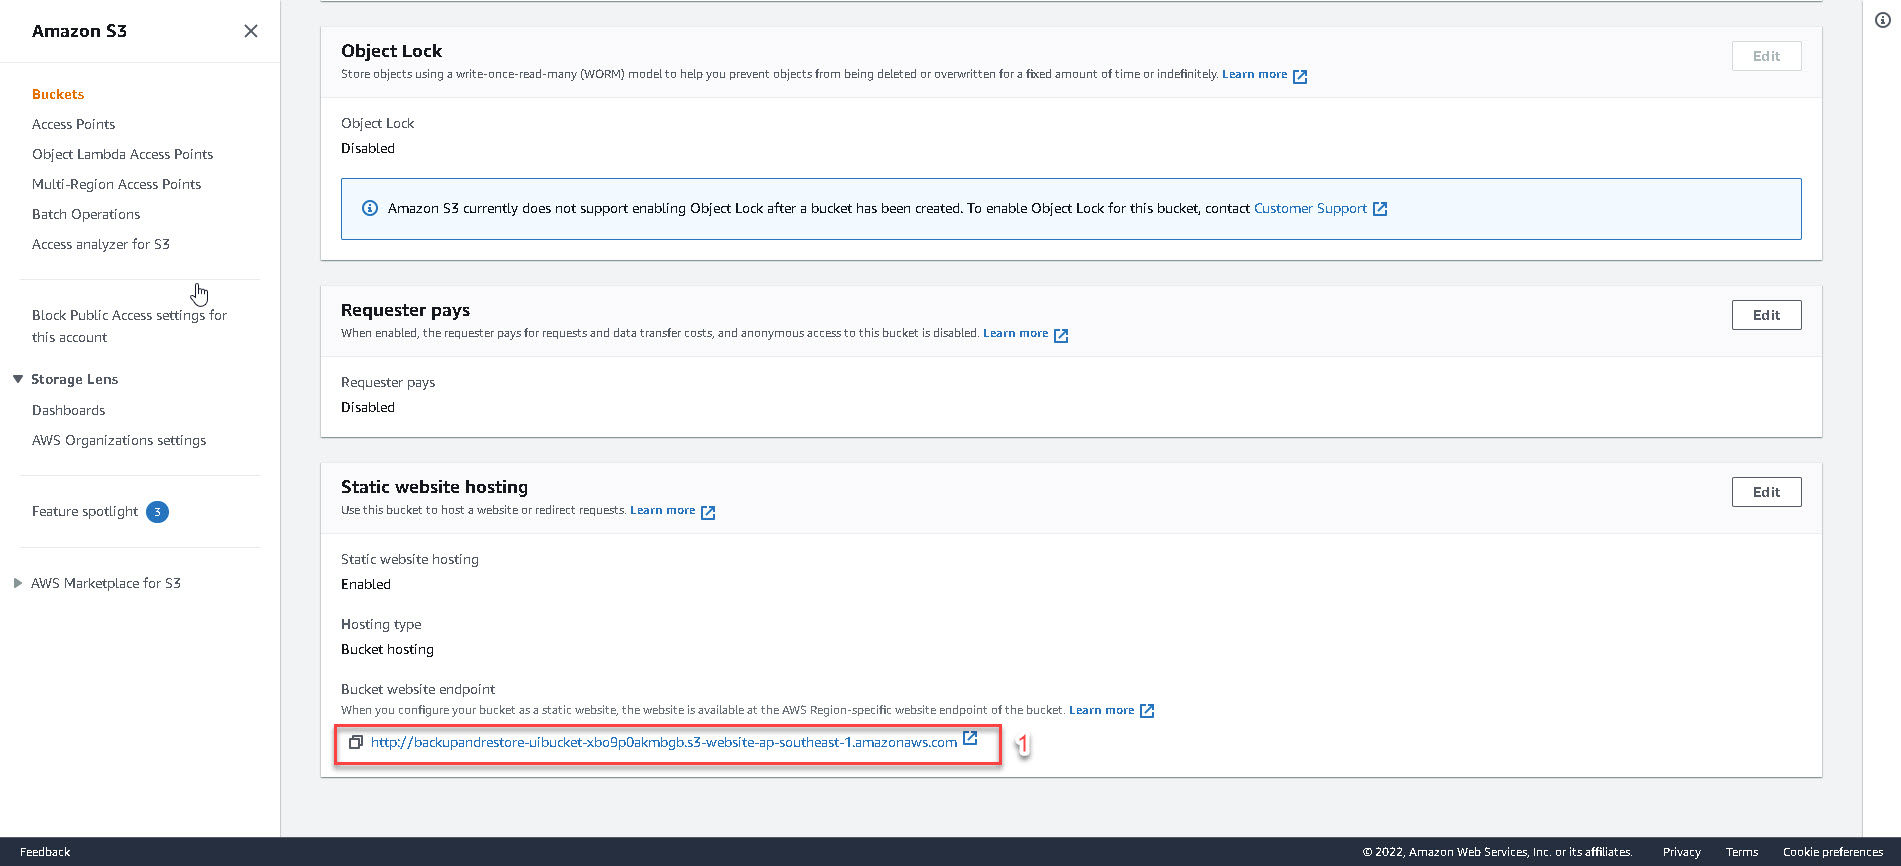 Amazon S3
Buckets
Access Points
Object Lambda Access Points
Multi-Region Access Points
Batch Operations
Access analyzer for S3
Block Public Access settings for
this account
Storage Lens
Dashboards
AWS Organizations settings
Feature spotlight 3
AWS Marketplace for S3
Object Lock
Edit
Store objects using a write-once-read-many (WORM) model to help you prevent objects from being deleted or overwritten for a fixed amount of time or indefinitely. Learn more
Object Lock
Disabled
Amazon S3 currently does not support enabling Object Lock after a bucket has been created. To enable Object Lock for this bucket, contact Customer Support
Requester pays
Edit
When enabled, the requester pays for requests and data transfer costs, and anonymous access to this bucket is disabled. Learn more
Requester pays
Disabled
Static website hosting
Edit
Use this bucket to host a website or redirect requests. Learn more
Static website hosting
Enabled
Hosting type
Bucket hosting
Bucket website endpoint
When you configure your bucket as a static website, the website is available at the AWS Region-specific website endpoint of the bucket. Learn more
http://backupandrestore-uibucket-xbo9p0akmbgb.s3-website-ap-southeast-1.amazonaws.com
1
Feedback
© 2022, Amazon Web Services, Inc. or its affiliates. Privacy Terms Cookie preferences